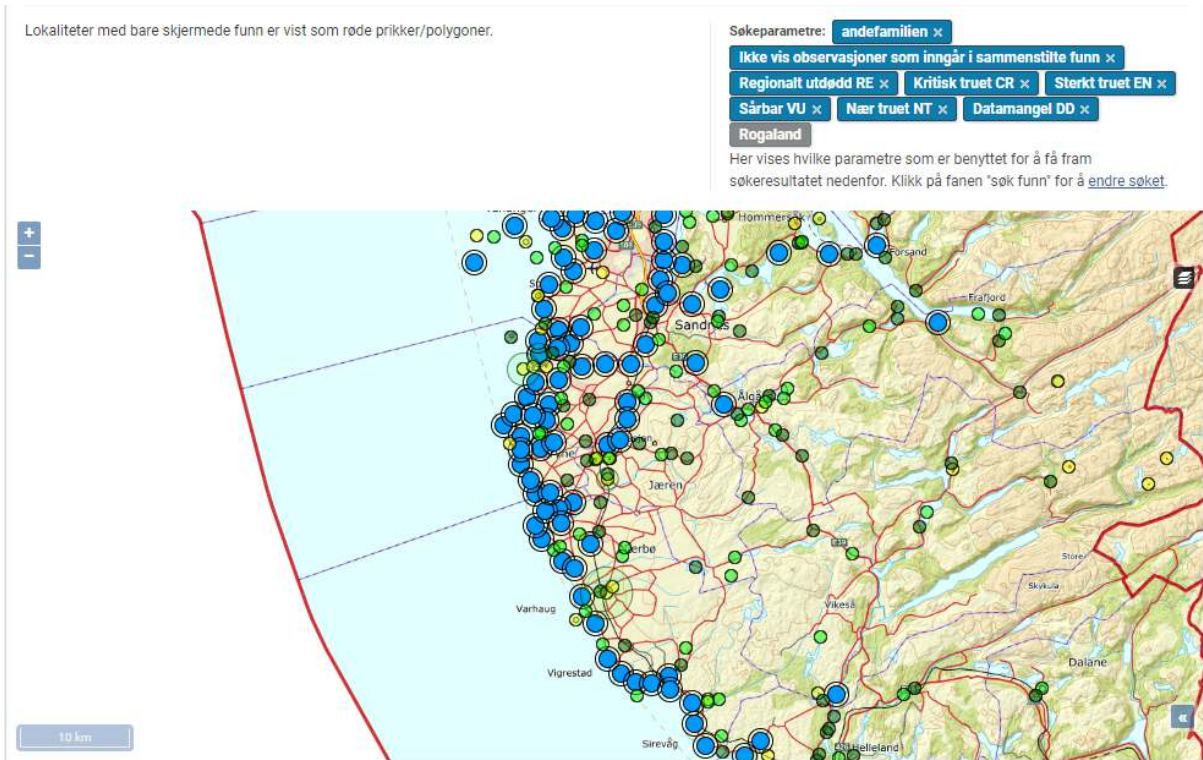 Lokaliteter med bare skjermede funn er vist som røde prikker/polygoner.
Søkeparametre: andefamilien ×
Ikke vis observasjoner som inngår i sammenstilte funn ×
Regionalt utdødd RE × Kritisk truet CR × Sterkt truet EN ×
Sårbar VU × Nær truet NT × Datamangel DD ×
Rogaland
Her vises hvilke parametre som er benyttet for å få fram
søkeresultatet nedenfor. Klikk på fanen "søk funn" for å endre søket.
+
−
Hommersåk
Forsand
Frafjord
Sandnes
Ålgå
Jæren
ærbø
Store
Skykula
Varhaug
Vikeså
Dalane
Vigrestad
«
10 km
Sirevåg
Helleland